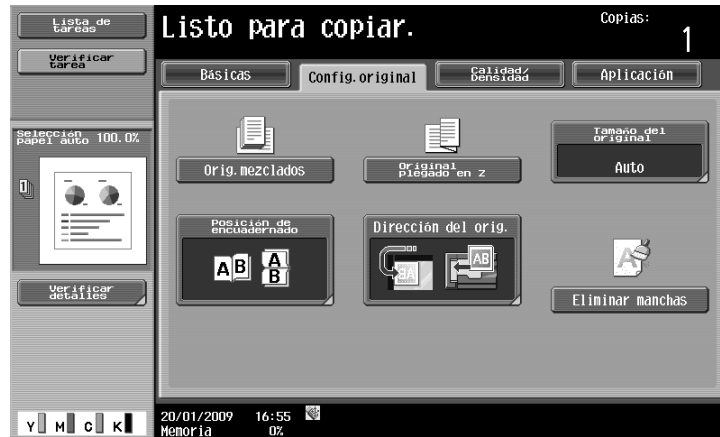 Lista de
tareas
Verificar
tarea
Listo para copiar.
Copias:
1
Básicas
Config.original
Calidad/
Densidad
Aplicación
Selección
papel auto
100.0%
1
Orig.mezclados
Original
plegado en Z
Tamaño del
original
Auto
Posición de
encuadernado
AB
A
B
Dirección del orig.
AB
AB
A
Eliminar manchas
Verificar
detalles
Y M C K
20/01/2009 16:55
Memoria 0%